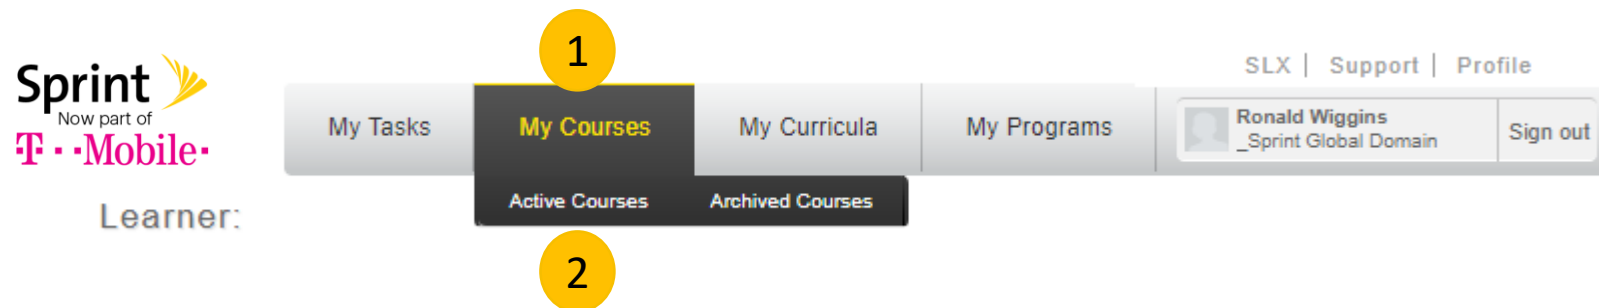 1
SLX | Support | Profile
Sprint
Now part of
T··Mobile·
My Tasks
My Courses
My Curricula
My Programs
Ronald Wiggins
_Sprint Global Domain
Sign out
Active Courses
Archived Courses
Learner:
2